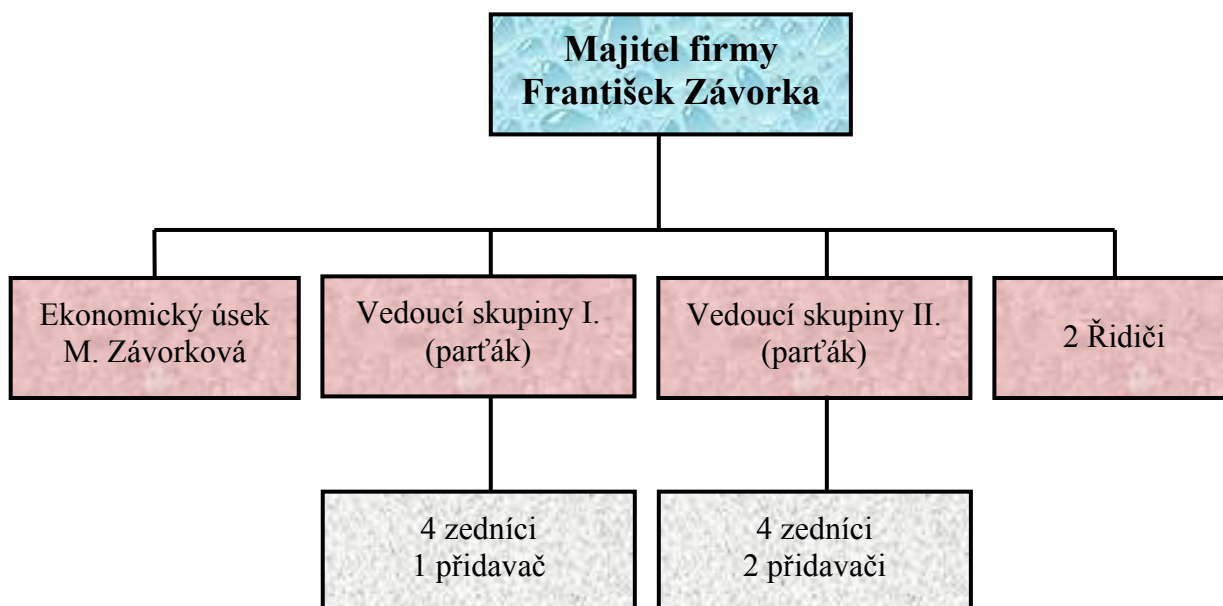 Majitel firmy
František Závorka
Ekonomický úsek
M. Závorková
Vedoucí skupiny I.
(parťák)
Vedoucí skupiny II.
(parťák)
2 Řidiči
4 zedníci
1 přidavač
4 zedníci
2 přidavači